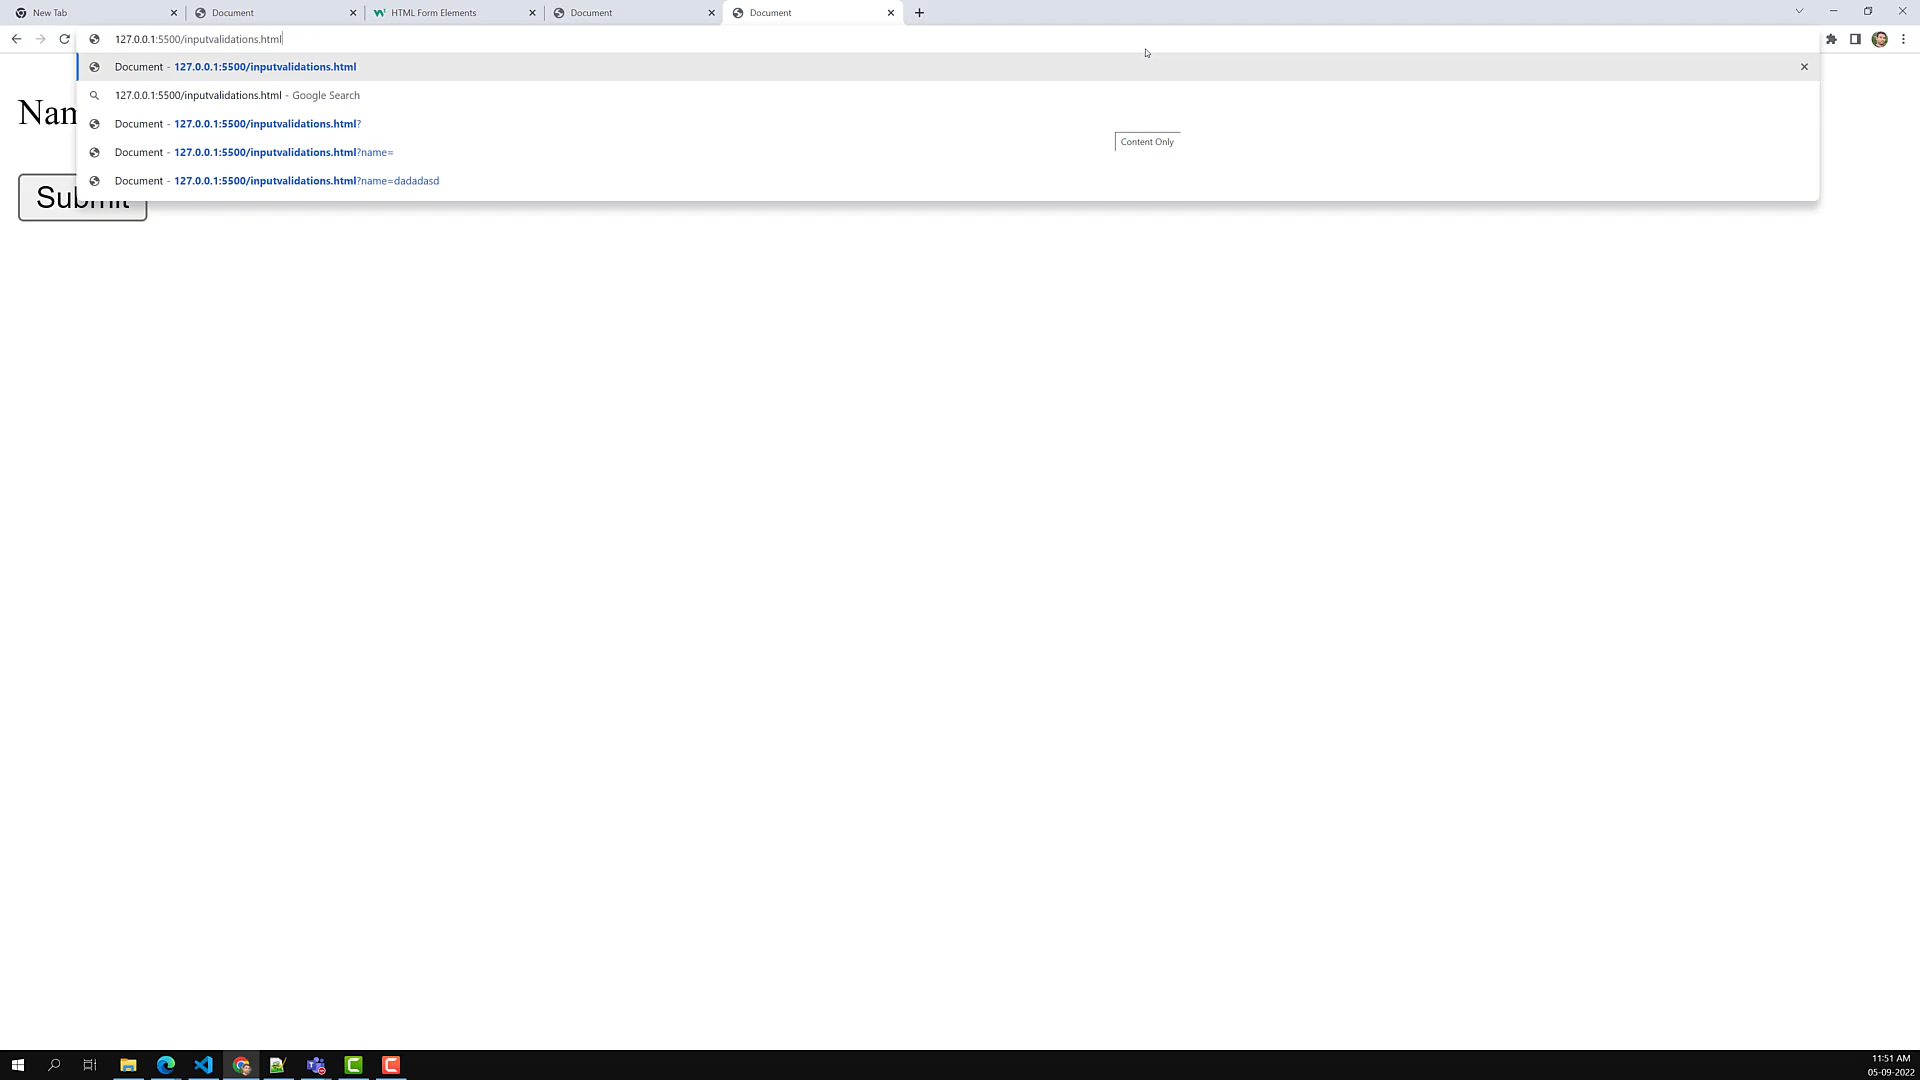 New Tab
Document
HTML Form Elements
Document
Document
127.0.0.1:5500/inputvalidations.html
Document - 127.0.0.1:5500/inputvalidations.html
127.0.0.1:5500/inputvalidations.html - Google Search
Nam
Document - 127.0.0.1:5500/inputvalidations.html?
Content Only
Document - 127.0.0.1:5500/inputvalidations.html?name=
Document - 127.0.0.1:5500/inputvalidations.html?name=dadadasd
Submit
11:51 AM
05-09-2022